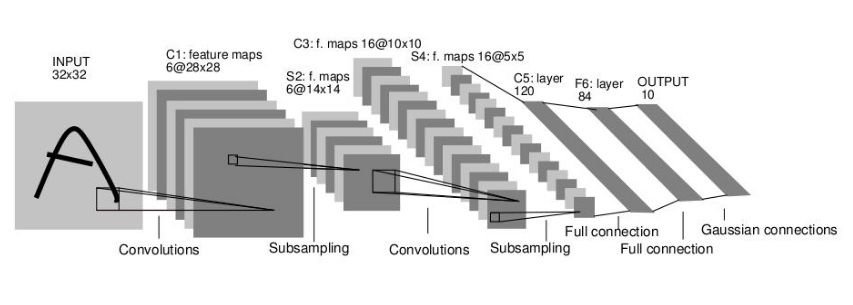 INPUT
32x32
C1: feature maps
6@28x28
S2: f. maps
6@14x14
C3: f. maps 16@10x10
S4: f. maps 16@5x5
C5: layer
120
F6: layer
84
OUTPUT
10
Convolutions
Subsampling
Convolutions
Subsampling
Full connection
Full connection
Gaussian connections